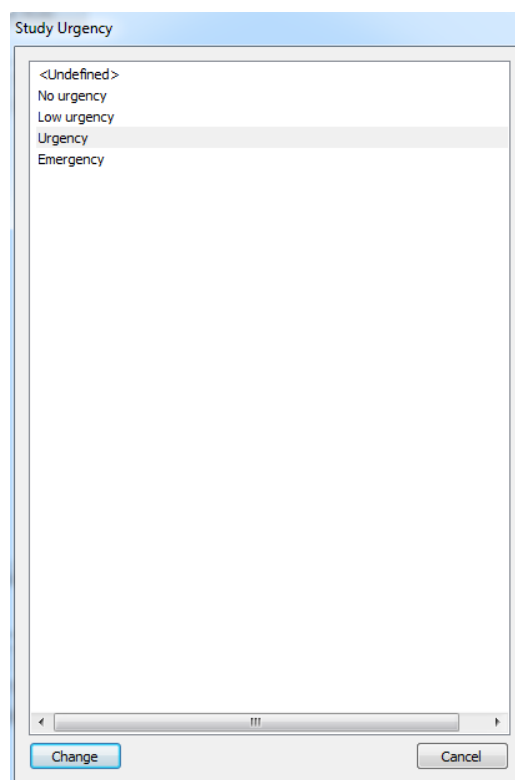 Study Urgency
<Undefined>
No urgency
Low urgency
Urgency
Emergency
Change
Cancel